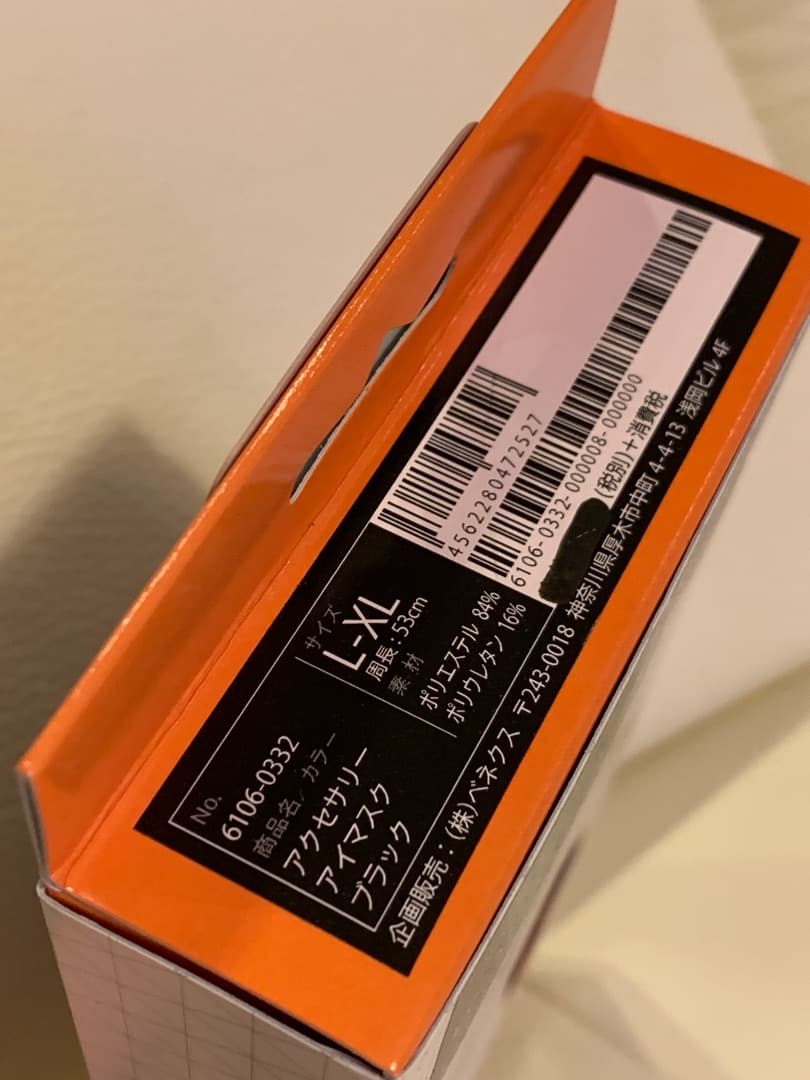 No.
6106-0332
商品名／カラー
アクセサリー
アイマスク
ブラック
サイズ
L-XL
周長:53cm
素材
ポリエステル 84%
ポリウレタン 16%
4562280472527
6106-0332-000008-000000
(税別)+消費税
企画販売：(株)ベネクス 〒243-0018 神奈川県厚木市中町 4-4-13 浅岡ビル 4F